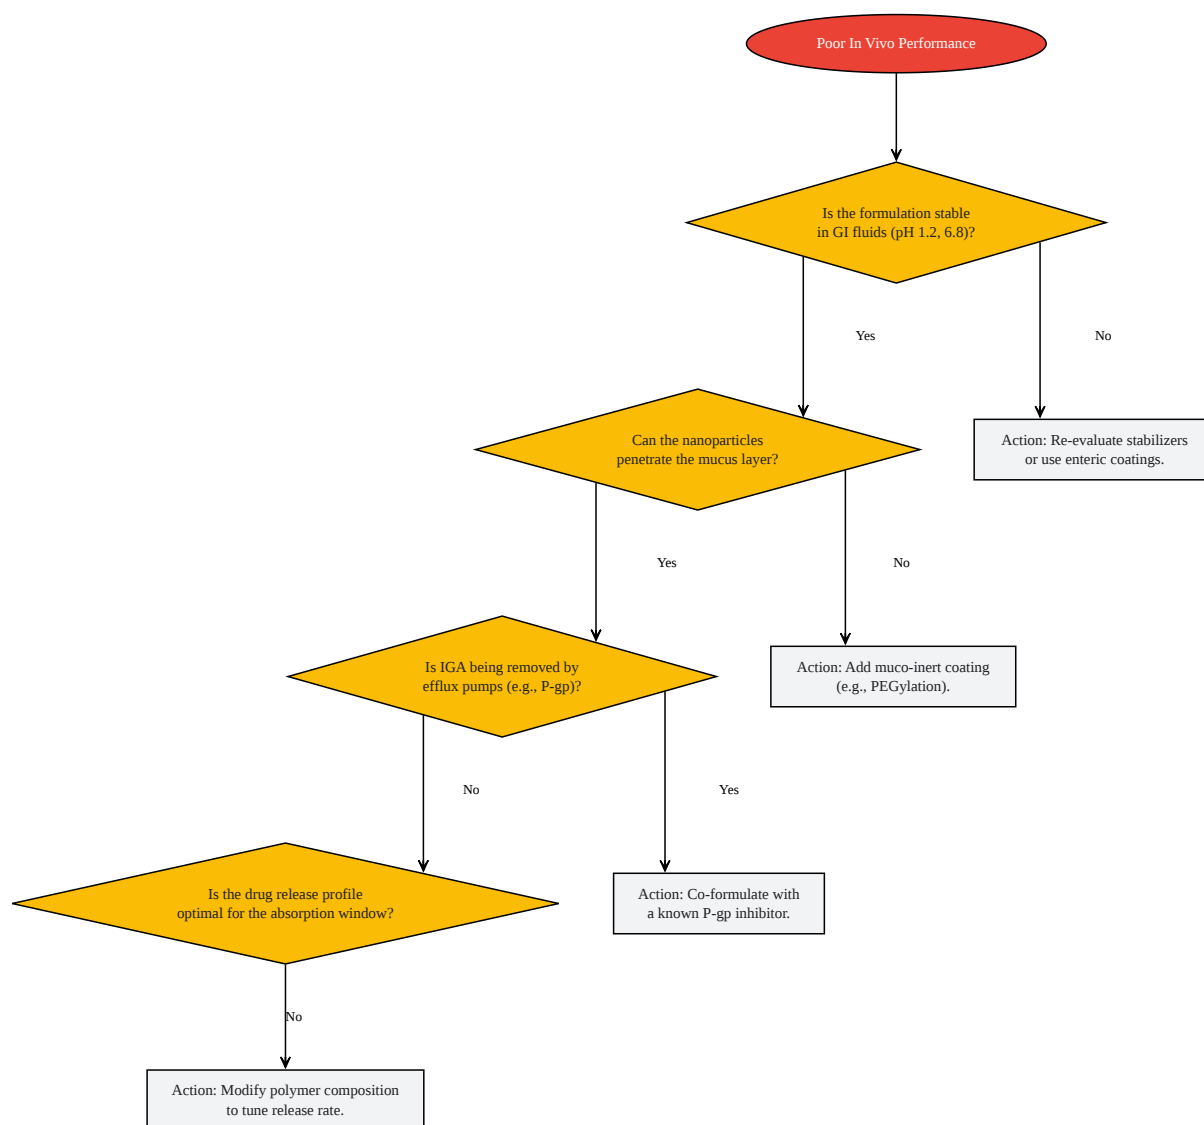 Poor In Vivo Performance
Is the formulation stable
in GI fluids (pH 1.2, 6.8)?
Yes
No
Can the nanoparticles
penetrate the mucus layer?
Action: Re-evaluate stabilizers
or use enteric coatings.
Yes
No
Is IGA being removed by
efflux pumps (e.g., P-gp)?
Action: Add muco-inert coating
(e.g., PEGylation).
No
Yes
Is the drug release profile
optimal for the absorption window?
Action: Co-formulate with
a known P-gp inhibitor.
No
Action: Modify polymer composition
to tune release rate.